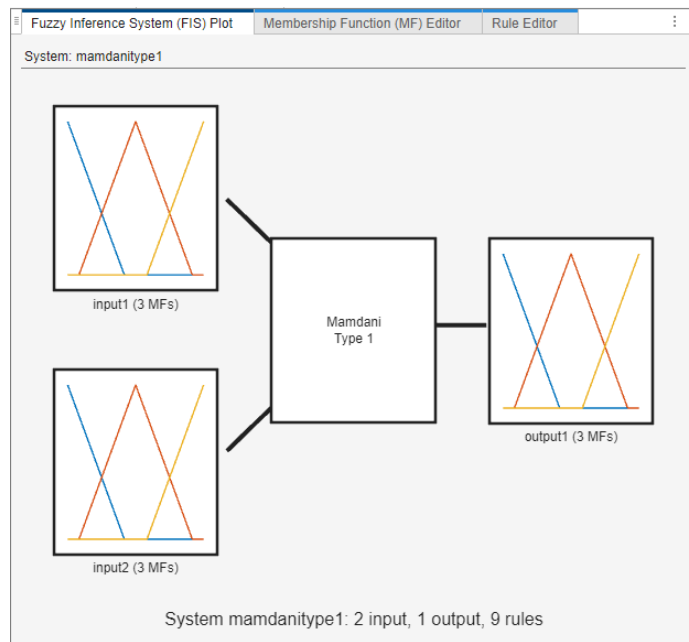 Fuzzy Inference System (FIS) Plot
Membership Function (MF) Editor
Rule Editor
System: mamdanitype1
input1 (3 MFs)
Mamdani
Type 1
output1 (3 MFs)
input2 (3 MFs)
System mamdanitype1: 2 input, 1 output, 9 rules